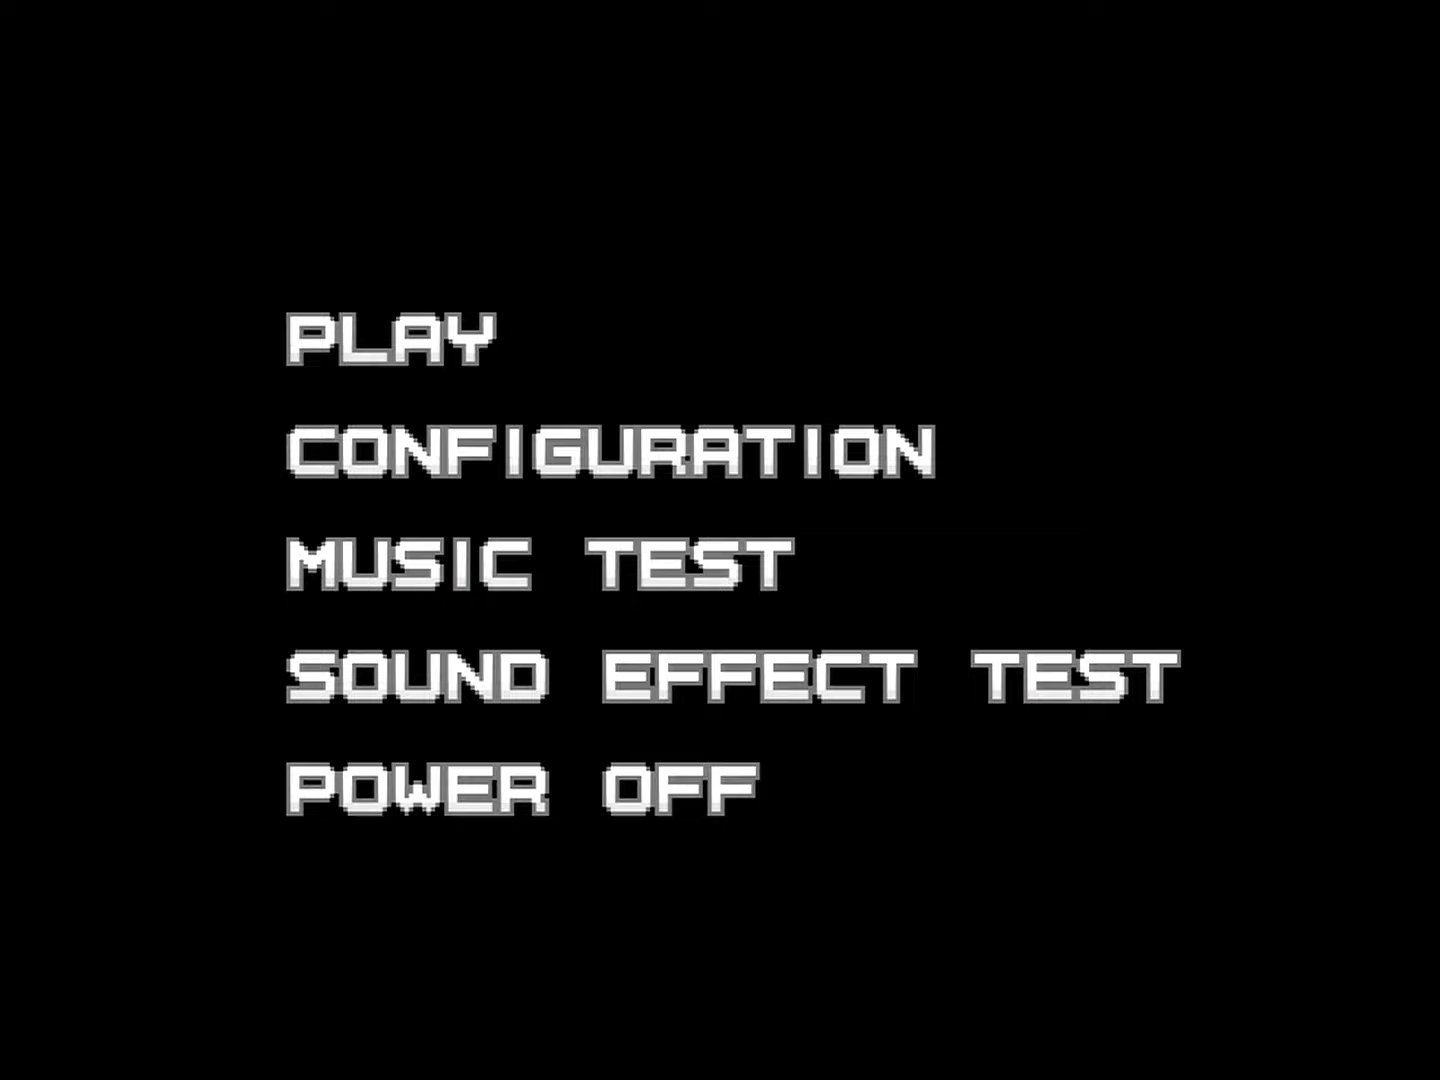 PLAY
CONFIGURATION
MUSIC TEST
SOUND EFFECT TEST
POWER OFF